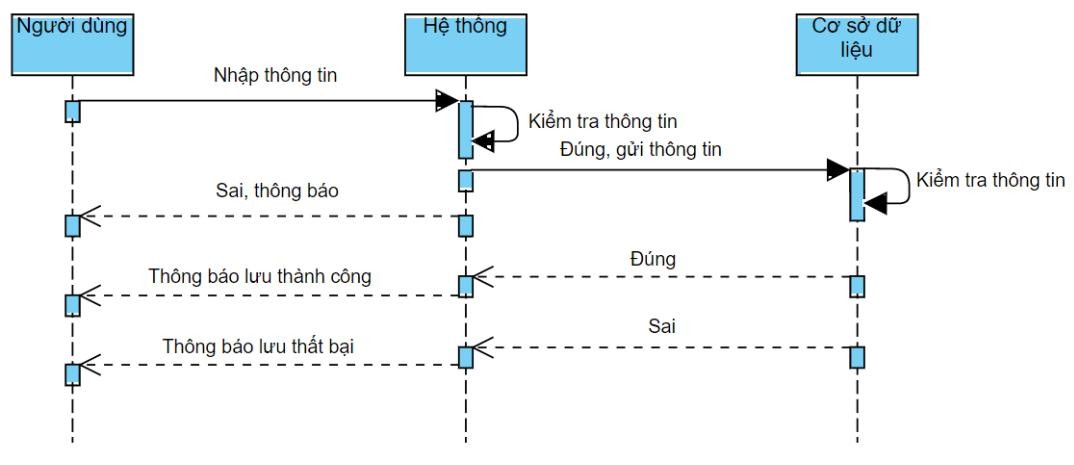 Người dùng
Hệ thống
Cơ sở dữ
liệu
Nhập thông tin
Kiểm tra thông tin
Đúng, gửi thông tin
Kiểm tra thông tin
Sai, thông báo
Đúng
Thông báo lưu thành công
Sai
Thông báo lưu thất bại